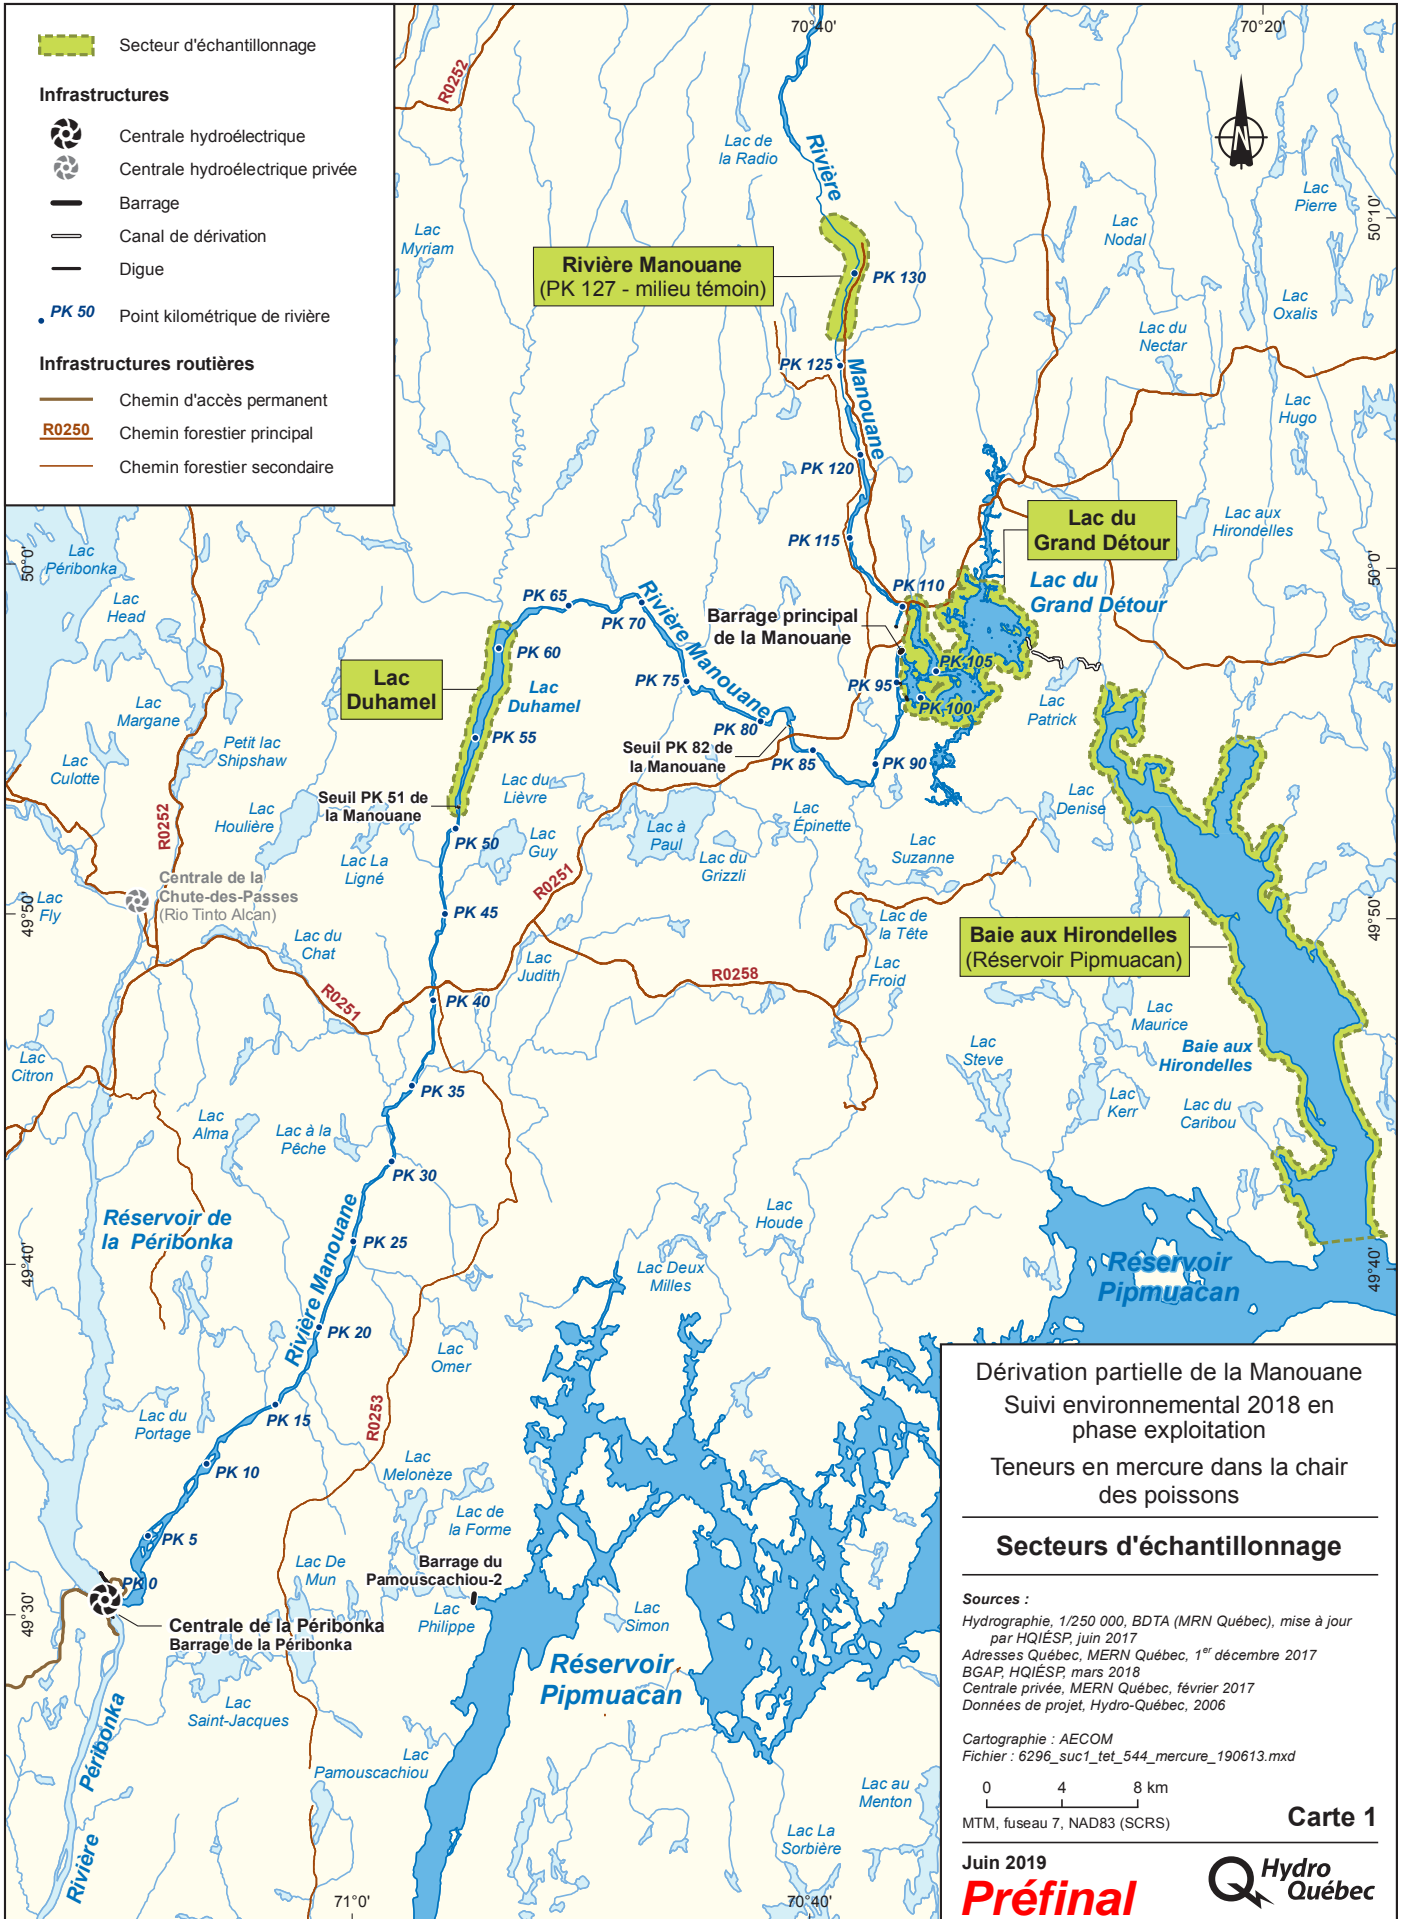 Secteur d'échantillonnage
Infrastructures
Centrale hydroélectrique
Centrale hydroélectrique privée
Barrage
Canal de dérivation
Digue
PK 50
Point kilométrique de rivière
Infrastructures routières
Chemin d'accès permanent
R0250
Chemin forestier principal
Chemin forestier secondaire
70°40'
70°20'
R0252
Rivière
Lac de
la Radio
N
Lac
Pierre
50°10'
Lac
Myriam
Lac
Nodal
Rivière Manouane
(PK 127 - milieu témoin)
PK 130
Lac
Oxalis
Lac du
Nectar
PK 125
Manouane
Lac
Hugo
PK 120
Lac du
Grand Détour
Lac aux
Hirondelles
PK 115
50°0'
Lac
Péribonka
50°0'
Lac
Head
PK 65
Rivière Manouane
PK 70
PK 110
Lac du
Grand Détour
Barrage principal
de la Manouane
PK 60
PK 105
Lac
Duhamel
Lac
Duhamel
PK 75
PK 95
PK 100
Lac
Patrick
Lac
Margane
PK 80
PK 55
Petit lac
Shipshaw
Seuil PK 82 de
la Manouane
PK 85
PK 90
Lac
Culotte
Lac du
Lièvre
Lac
Denise
Seuil PK 51 de
la Manouane
Lac
Houlière
R0252
Lac
Épinette
Lac à
Paul
PK 50
Lac
Guy
Lac La
Ligné
Lac du
Grizzli
Lac
Suzanne
Centrale de la
Chute-des-Passes
(Rio Tinto Alcan)
R0251
Lac
Fly
49°50'
PK 45
Lac de
la Tête
49°50'
Lac du
Chat
Baie aux Hirondelles
(Réservoir Pipmuacan)
Lac
Judith
R0258
Lac
Froid
R0251
PK 40
Lac
Maurice
Lac
Steve
Baie aux
Hirondelles
Lac
Citron
PK 35
Lac
Kerr
Lac du
Caribou
Lac
Alma
Lac à la
Pêche
PK 30
Lac
Houde
Réservoir de
la Péribonka
Rivière Manouane
PK 25
49°40'
Lac Deux
Milles
Réservoir
Pipmuacan
49°40'
PK 20
Lac
Omer
R0253
PK 15
Lac du
Portage
PK 10
Lac
Melonèze
Lac de
la Forme
PK 5
Lac De
Mun
Barrage du
Pamouscachiou-2
PK 0
49°30'
Lac
Philippe
Lac
Simon
Centrale de la Péribonka
Barrage de la Péribonka
Réservoir
Pipmuacan
Lac
Saint-Jacques
Péribonka
Rivière
Lac
Pamouscachiou
Lac au
Menton
Lac La
Sorbière
71°0'
70°40'
Dérivation partielle de la Manouane
Suivi environnemental 2018 en
phase exploitation
Teneurs en mercure dans la chair
des poissons
Secteurs d'échantillonnage
Sources :
Hydrographie, 1/250 000, BDTA (MRN Québec), mise à jour
par HQIÉSP, juin 2017
Adresses Québec, MERN Québec, 1er décembre 2017
BGAP, HQIÉSP, mars 2018
Centrale privée, MERN Québec, février 2017
Données de projet, Hydro-Québec, 2006
Cartographie : AECOM
Fichier : 6296_suc1_tet_544_mercure_190613.mxd
0 4 8 km
MTM, fuseau 7, NAD83 (SCRS)
Carte 1
Juin 2019
Préfinal
Hydro
Québec